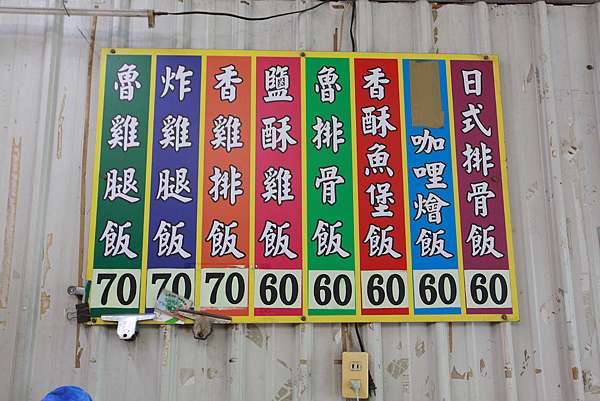 日式排骨飯 60
咖哩燴飯 60
香酥魚堡飯 60
魯排骨飯 60
鹽酥雞飯 60
香雞排飯 70
炸雞腿飯 70
魯雞腿飯 70